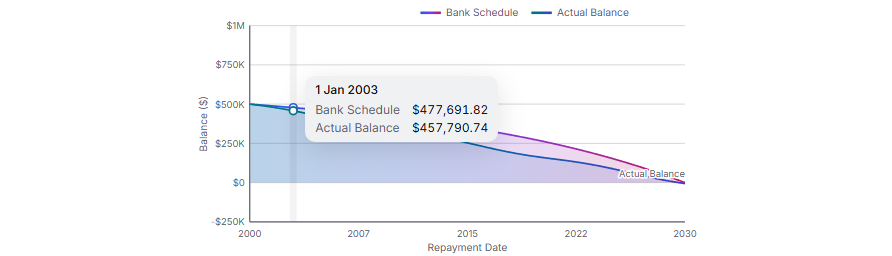 Bank Schedule Actual Balance
$1M
$750K
$500K
$250K
$0
-$250K
Balance ($)
1 Jan 2003
Bank Schedule $477,691.82
Actual Balance $457,790.74
Actual Balance
2000 2007 2015 2022 2030
Repayment Date